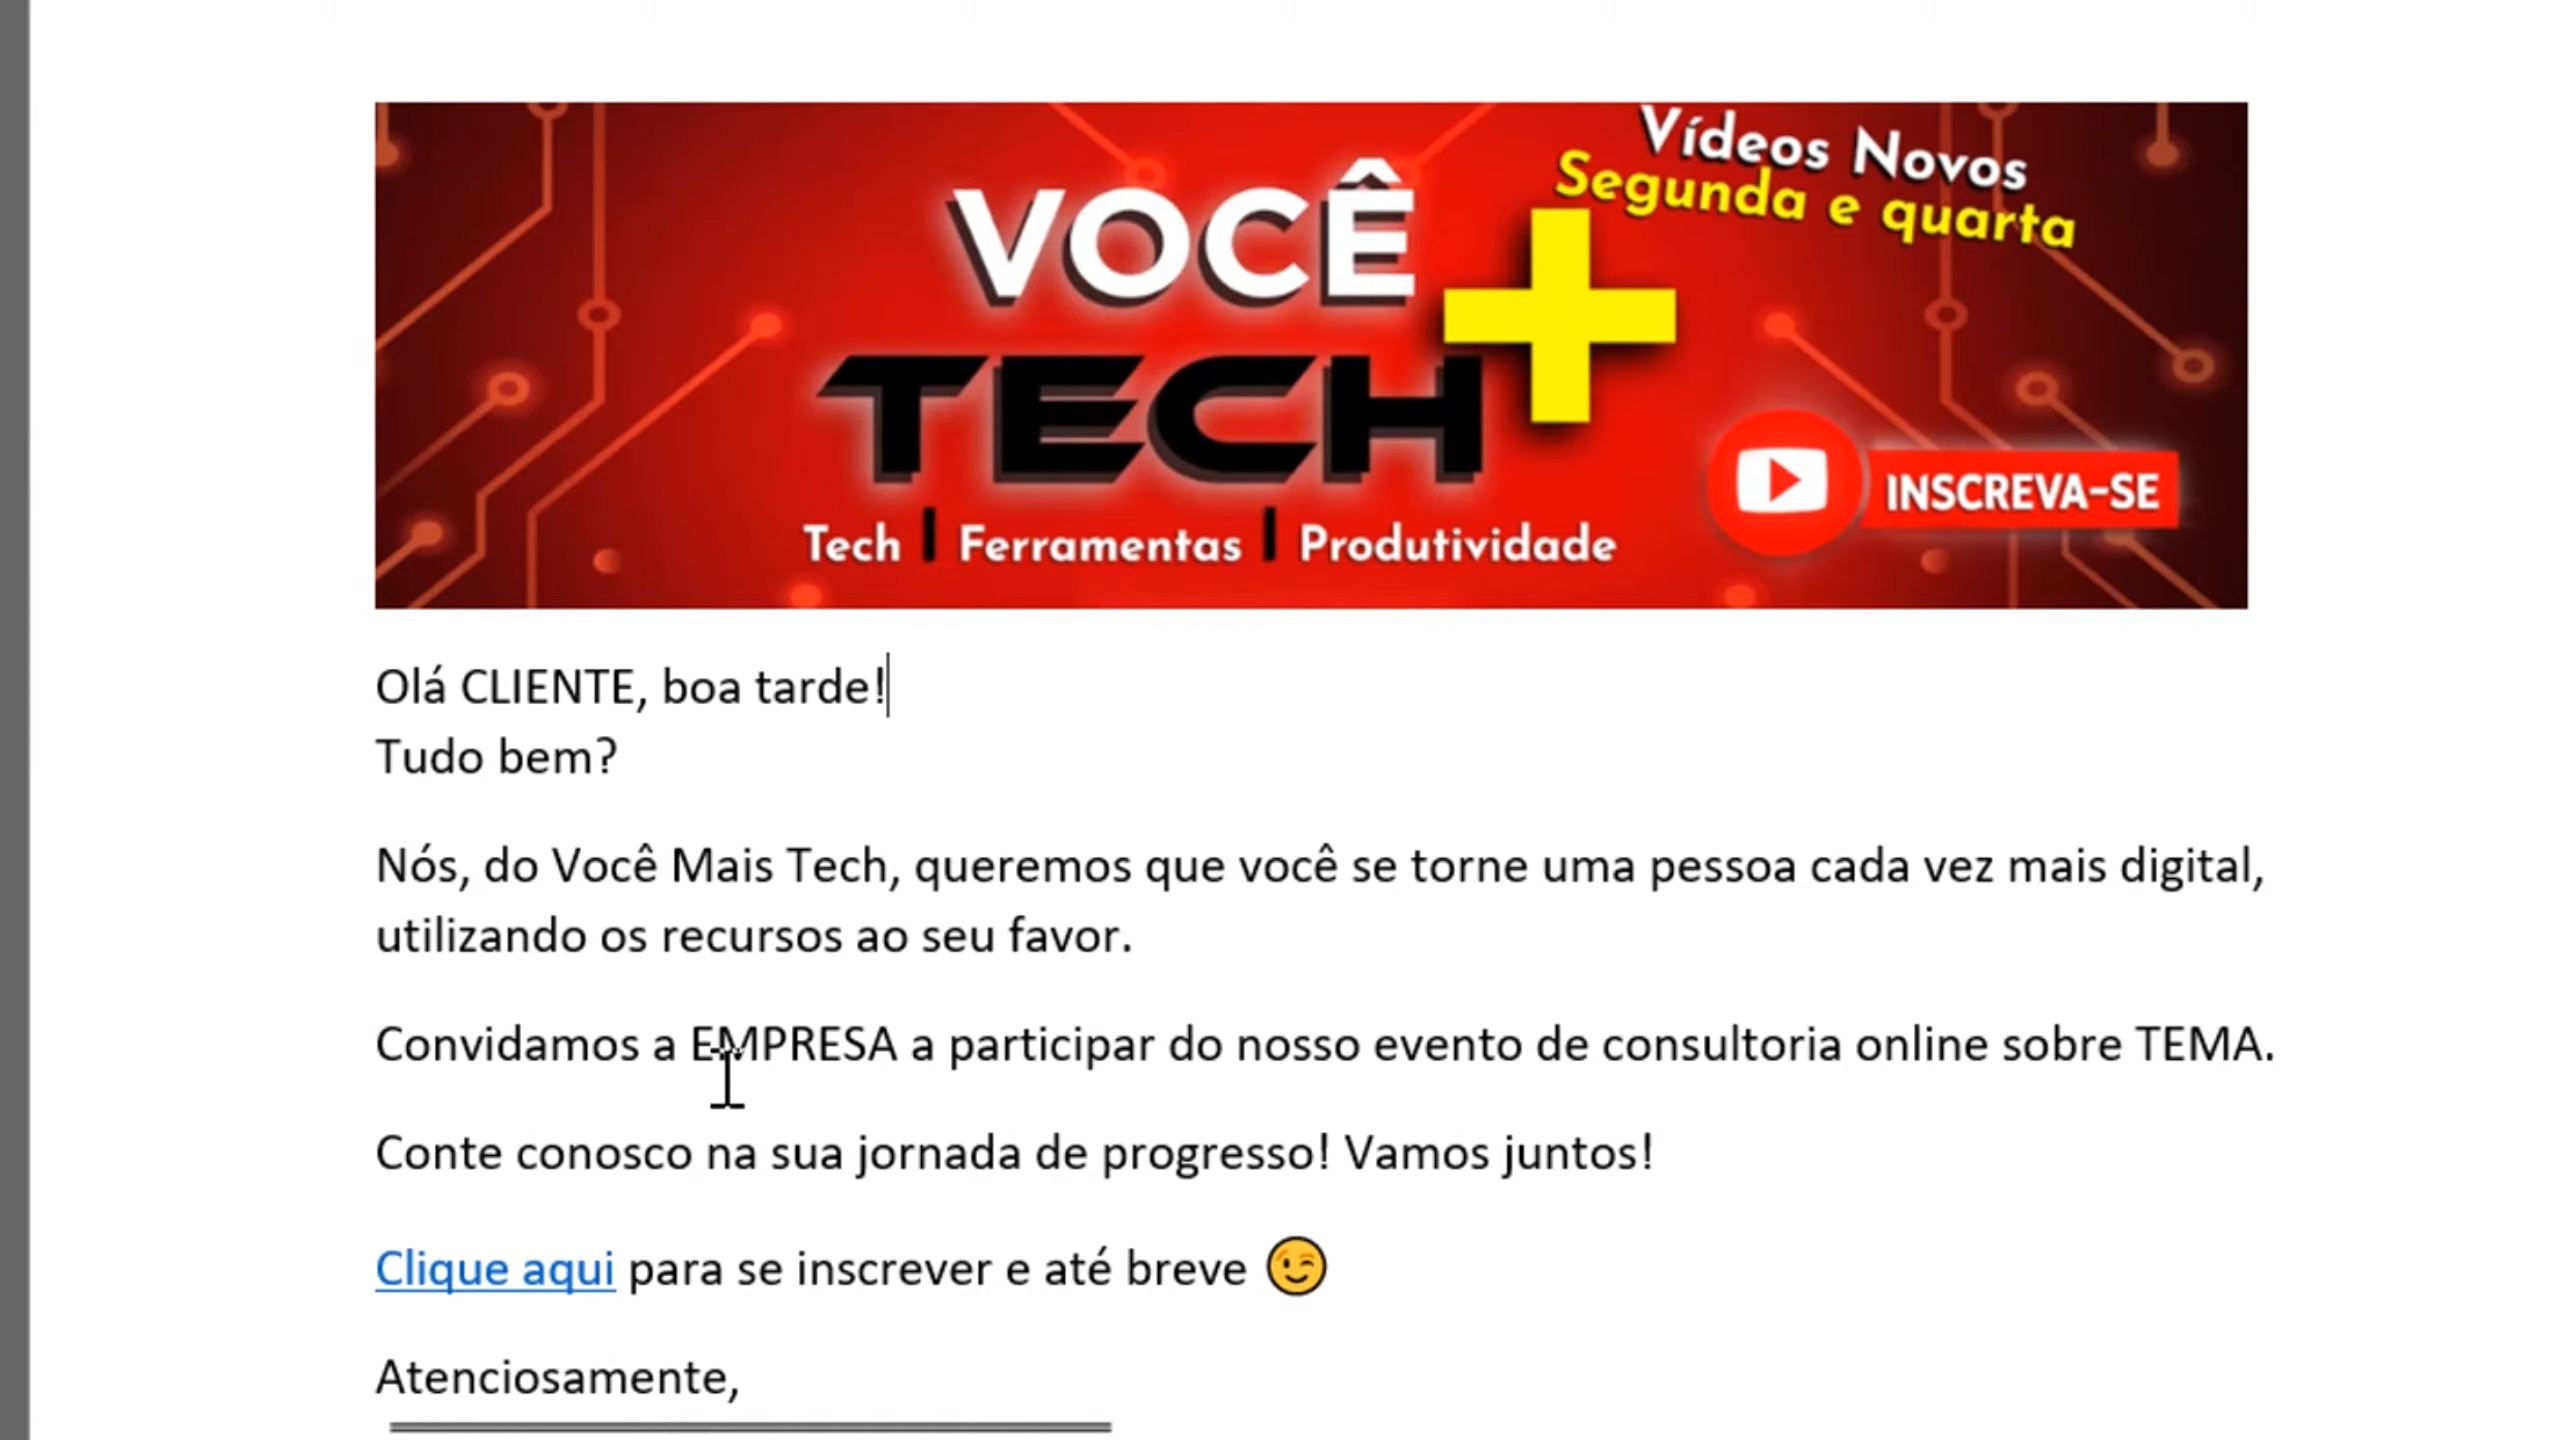 Vídeos Novos
Segunda e quarta
VOCÊ
+
TECH
Tech | Ferramentas | Produtividade
INSCREVA-SE
Olá CLIENTE, boa tarde!
Tudo bem?
Nós, do Você Mais Tech, queremos que você se torne uma pessoa cada vez mais digital,
utilizando os recursos ao seu favor.
Convidamos a EMPRESA a participar do nosso evento de consultoria online sobre TEMA.
Conte conosco na sua jornada de progresso! Vamos juntos!
Clique aqui para se inscrever e até breve 😉
Atenciosamente,